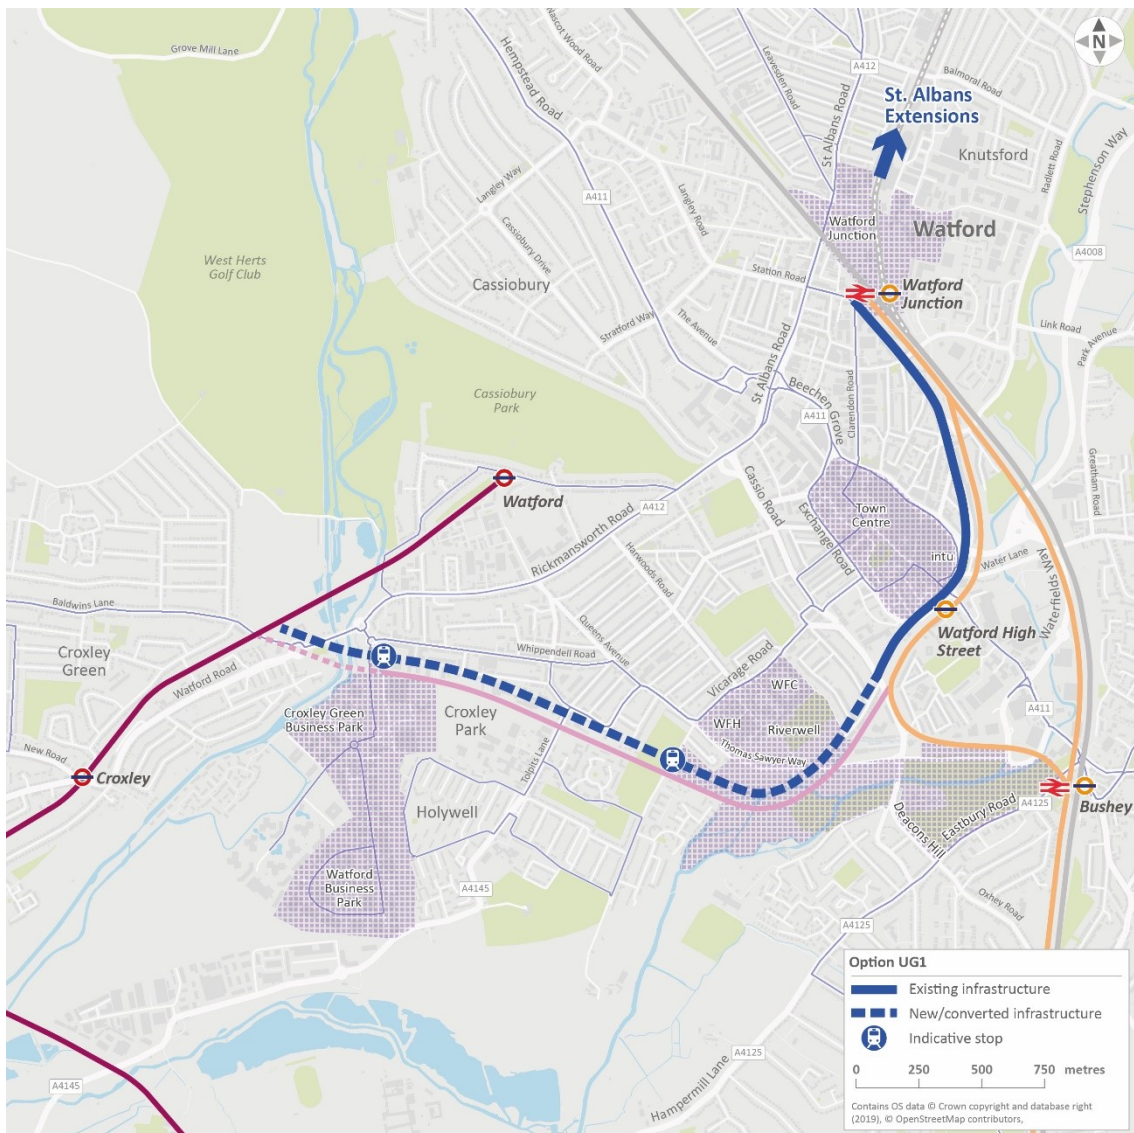 Grove Mill Lane
Hempstead Road
Wascot Wood Road
Leavesden Road
A412
Balmoral Road
St Albans Road
St. Albans
Extensions
Knutsford
Radlett Road
Stephenson Way
Langley Way
A411
Langley Road
Watford
Junction
Watford
A4008
West Herts
Golf Club
Cassiobury Drive
Cassiobury
Station Road
Watford
Junction
Stratford Way
The Avenue
Link Road
Park Avenue
St Albans Road
Beechen Grove
Clarendon Road
A411
Cassiobury
Park
Greatham Road
Watford
Cassio Road
Rickmansworth Road
A412
Exchange Road
Town
Centre
intu
Water Lane
Waterfields Way
Harwoods Road
Baldwins Lane
Queens Avenue
Watford High
Street
Croxley
Green
Watford Road
Whippendell Road
Vicarage Road
WFC
WFH
Riverwell
A411
Croxley Green
Business Park
Croxley
Park
Tolpits Lane
Thomas Sawyer Way
New Road
Croxley
Holywell
Deacons Hill
Eastbury Road
A4125
Bushey
Watford
Business
Park
A4145
Oxhey Road
A4125
Option UG1
Existing infrastructure
New/converted infrastructure
Indicative stop
0 250 500 750 metres
Contains OS data © Crown copyright and database right
(2019), © OpenStreetMap contributors,
A4125
Hampermill Lane
A4145
N